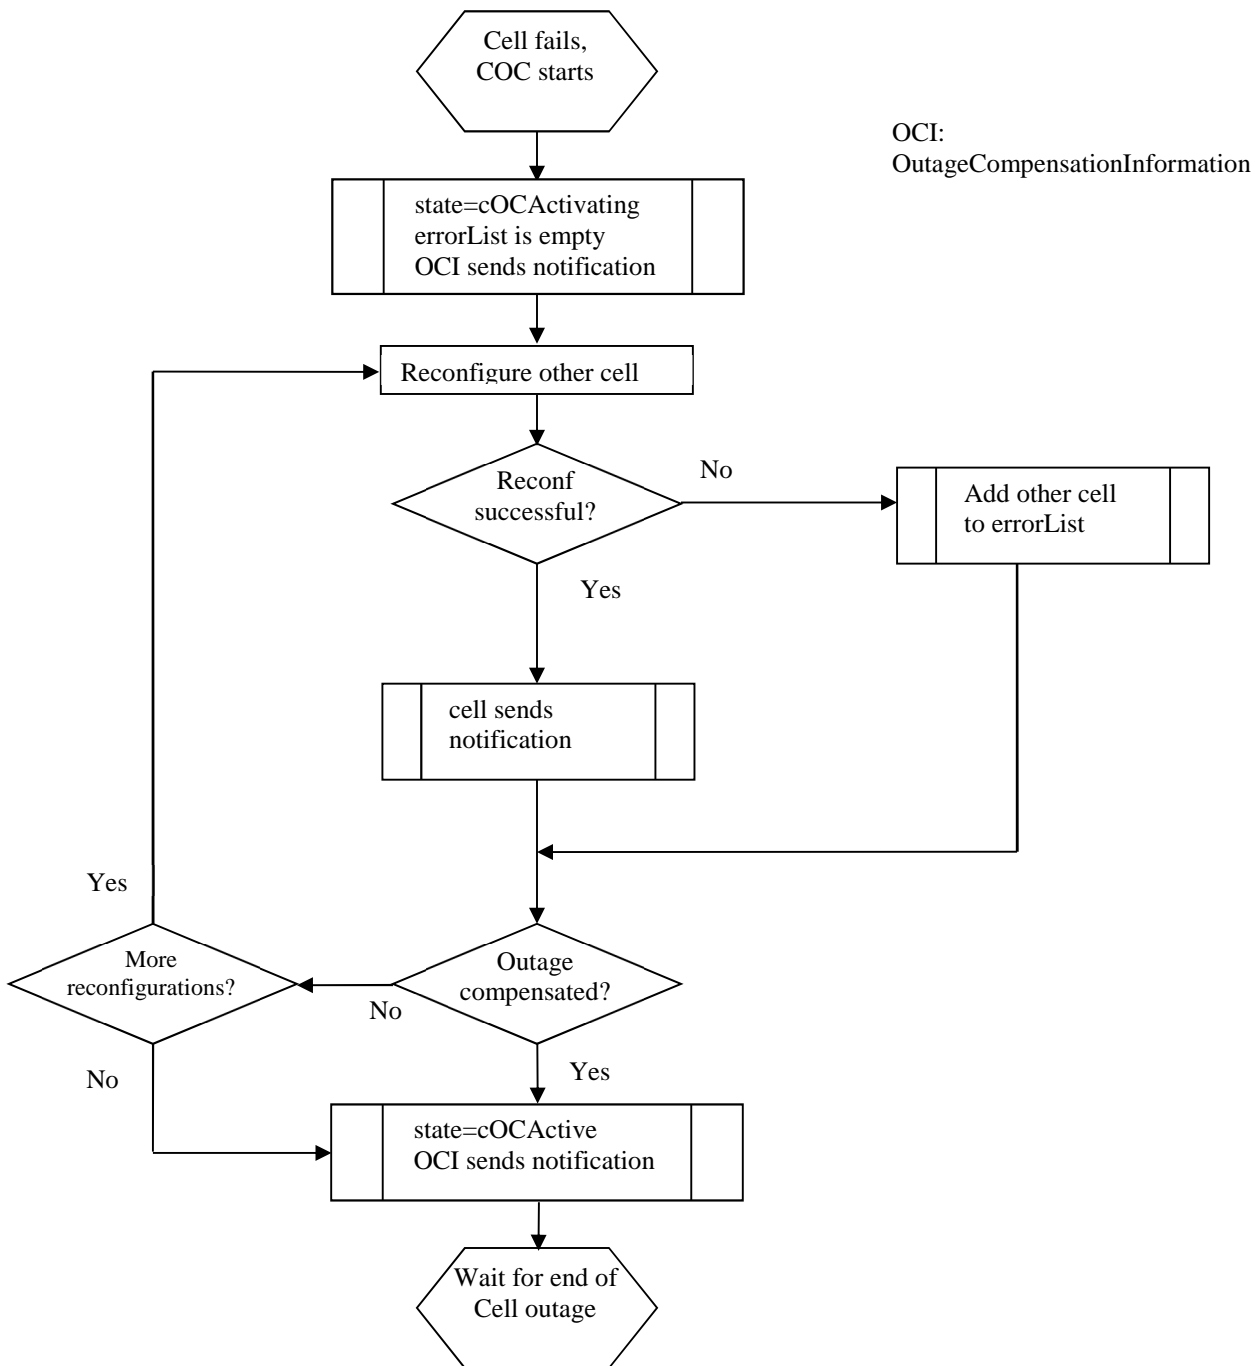 Cell fails,
COC starts
OCI:
OutageCompensationInformation
state=cOCActivating
errorList is empty
OCI sends notification
Reconfigure other cell
Reconf
successful?
No
Add other cell
to errorList
Yes
cell sends
notification
Yes
More
reconfigurations?
Outage
compensated?
No
No
Yes
state=cOCActive
OCI sends notification
Wait for end of
Cell outage